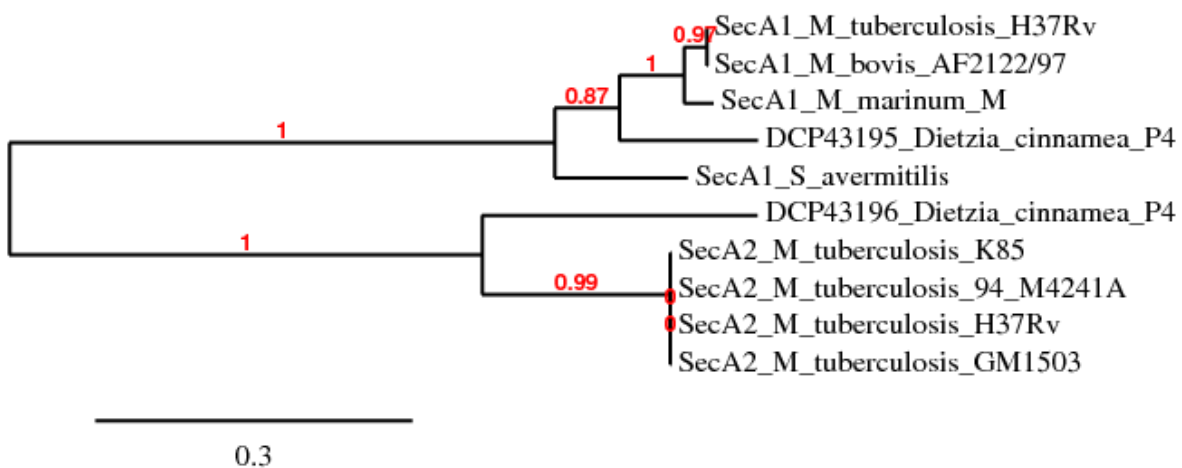 SecA1_M_tuberculosis_H37Rv
0.97
SecA1_M_bovis_AF2122/97
1
SecA1_M_marinum_M
0.87
DCP43195_Dietzia_cinnamea_P4
1
SecA1_S_avermitilis
DCP43196_Dietzia_cinnamea_P4
1
SecA2_M_tuberculosis_K85
0.99
0
SecA2_M_tuberculosis_94_M4241A
0
SecA2_M_tuberculosis_H37Rv
SecA2_M_tuberculosis_GM1503
0.3